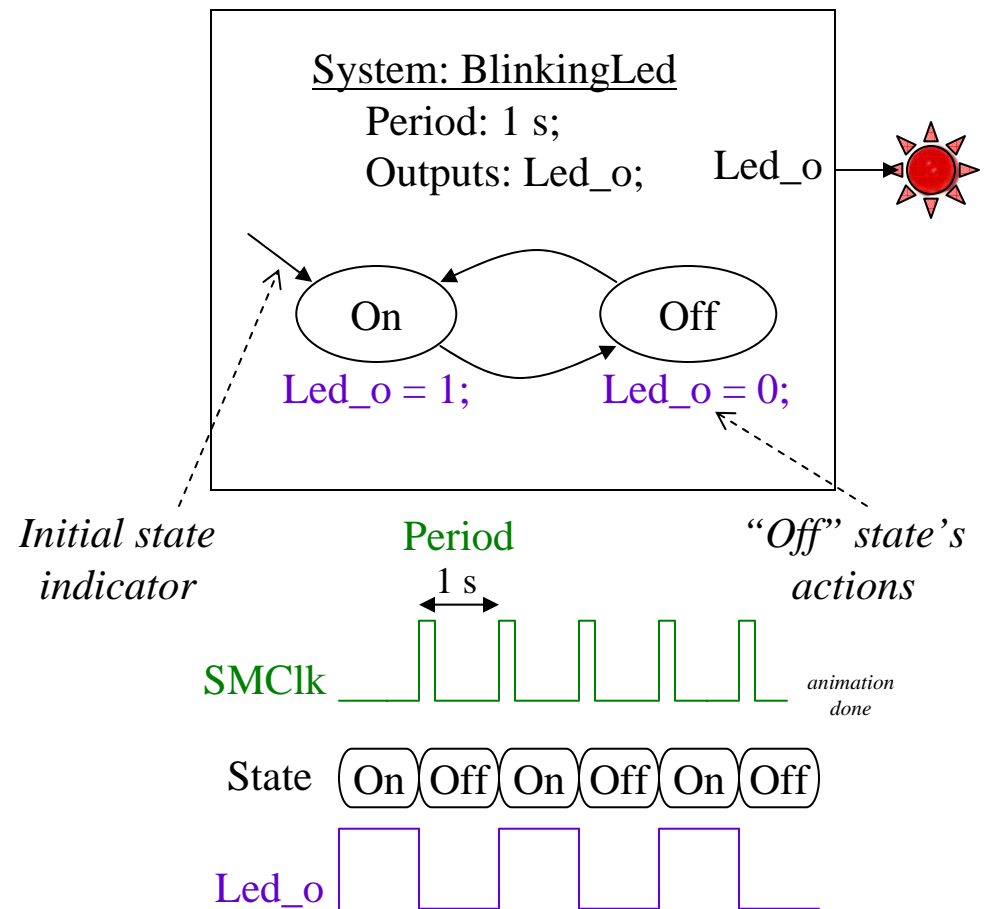 System: BlinkingLed
Period: 1 s;
Outputs: Led_o;
Led_o
On
Off
Led_o = 1;
Led_o = 0;
Initial state
indicator
“Off” state’s
actions
Period
1 s
SMClk
animation
done
State
On Off On Off On Off
Led_o